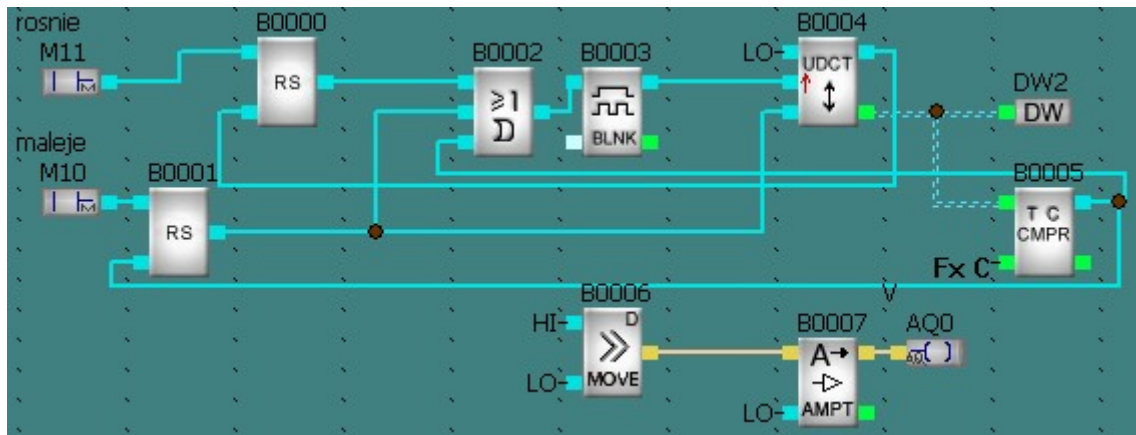 rosnie
M11
B0000
RS
B0002
≥1
B0003
BLNK
LO
B0004
UDCT
DW2
DW
maleje
M10
B0001
RS
B0005
T C
CMPR
Fx C
B0006
HI
D
MOVE
LO
V
B0007
A
AMPT
LO
AQ0